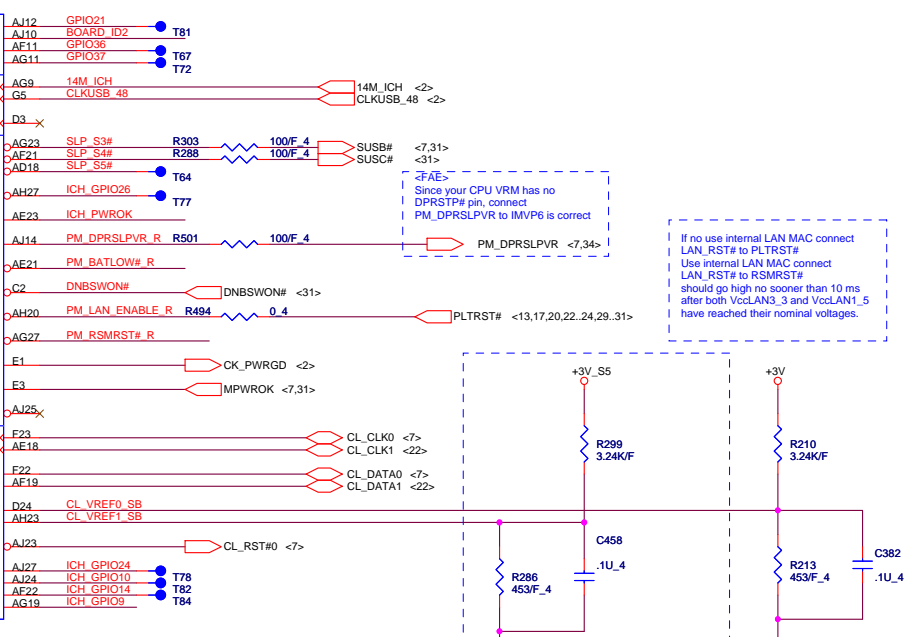 AJ12 GPIO21
AJ10 BOARD_ID2 T81
AF11 GPIO36
AG11 GPIO37 T67
T72
AG9 14M_ICH 14M_ICH <2>
G5 CLKUSB_48 CLKUSB_48 <2>
D3
AG23 SLP_S3# R303 100/F_4 SUSB# <7,31>
AF21 SLP_S4# R288 100/F_4 SUSC# <31>
AD18 SLP_S5# T64
AH27 ICH_GPIO26 T77
<FAE>
Since your CPU VRM has no
DPRSTP# pin, connect
PM_DPRSLPVR to IMVP6 is correct
AE23 ICH_PWROK
AJ14 PM_DPRSLPVR_R R501 100/F_4 PM_DPRSLPVR <7,34>
If no use internal LAN MAC connect
LAN_RST# to PLTRST#
Use internal LAN MAC connect
LAN_RST# to RSMRST#
should go high no sooner than 10 ms
after both VccLAN3_3 and VccLAN1_5
have reached their nominal voltages.
AE21 PM_BATLOW#_R
C2 DNBSWON# DNBSWON# <31>
AH20 PM_LAN_ENABLE_R R494 0_4 PLTRST# <13,17,20,22..24,29..31>
AG27 PM_RSMRST#_R
E1 CK_PWRGD <2>
E3 MPWROK <7,31>
AJ25
+3V_S5 +3V
F23 CL_CLK0 <7>
AE18 CL_CLK1 <22>
R299 R210
3.24K/F 3.24K/F
F22 CL_DATA0 <7>
AF19 CL_DATA1 <22>
D24 CL_VREF0_SB
AH23 CL_VREF1_SB
AJ23 CL_RST#0 <7>
C458
.1U_4
C382
.1U_4
R286
453/F_4
R213
453/F_4
AJ27 ICH_GPIO24
AJ24 ICH_GPIO10 T78
AF22 ICH_GPIO14 T82
AG19 ICH_GPIO9 T84